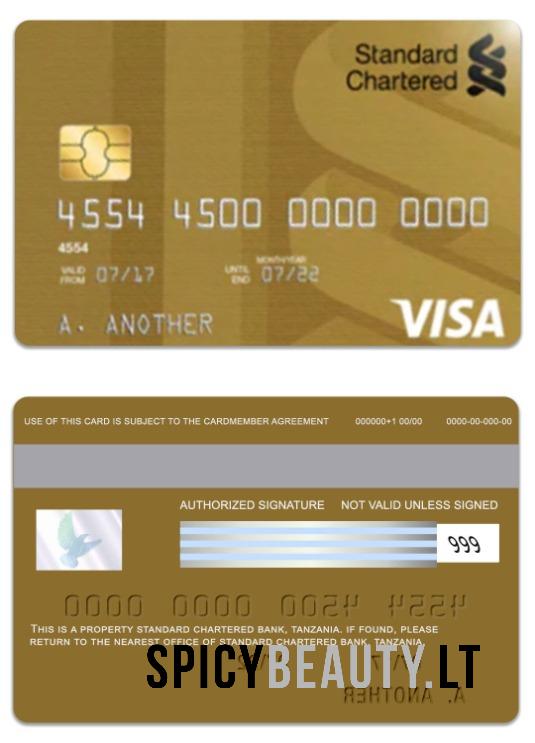 Standard
Chartered
4554 4500 0000 0000
4554
MONTH/YEAR
VALID FROM 07/17 UNTIL END 07/22
A. ANOTHER
VISA
USE OF THIS CARD IS SUBJECT TO THE CARDMEMBER AGREEMENT 000000+1 00/00 0000-00-000-00
AUTHORIZED SIGNATURE NOT VALID UNLESS SIGNED
999
THIS IS A PROPERTY STANDARD CHARTERED BANK, TANZANIA. IF FOUND, PLEASE
RETURN TO THE NEAREST OFFICE OF STANDARD CHARTERED BANK, TANZANIA
SPICYBEAUTY.LT